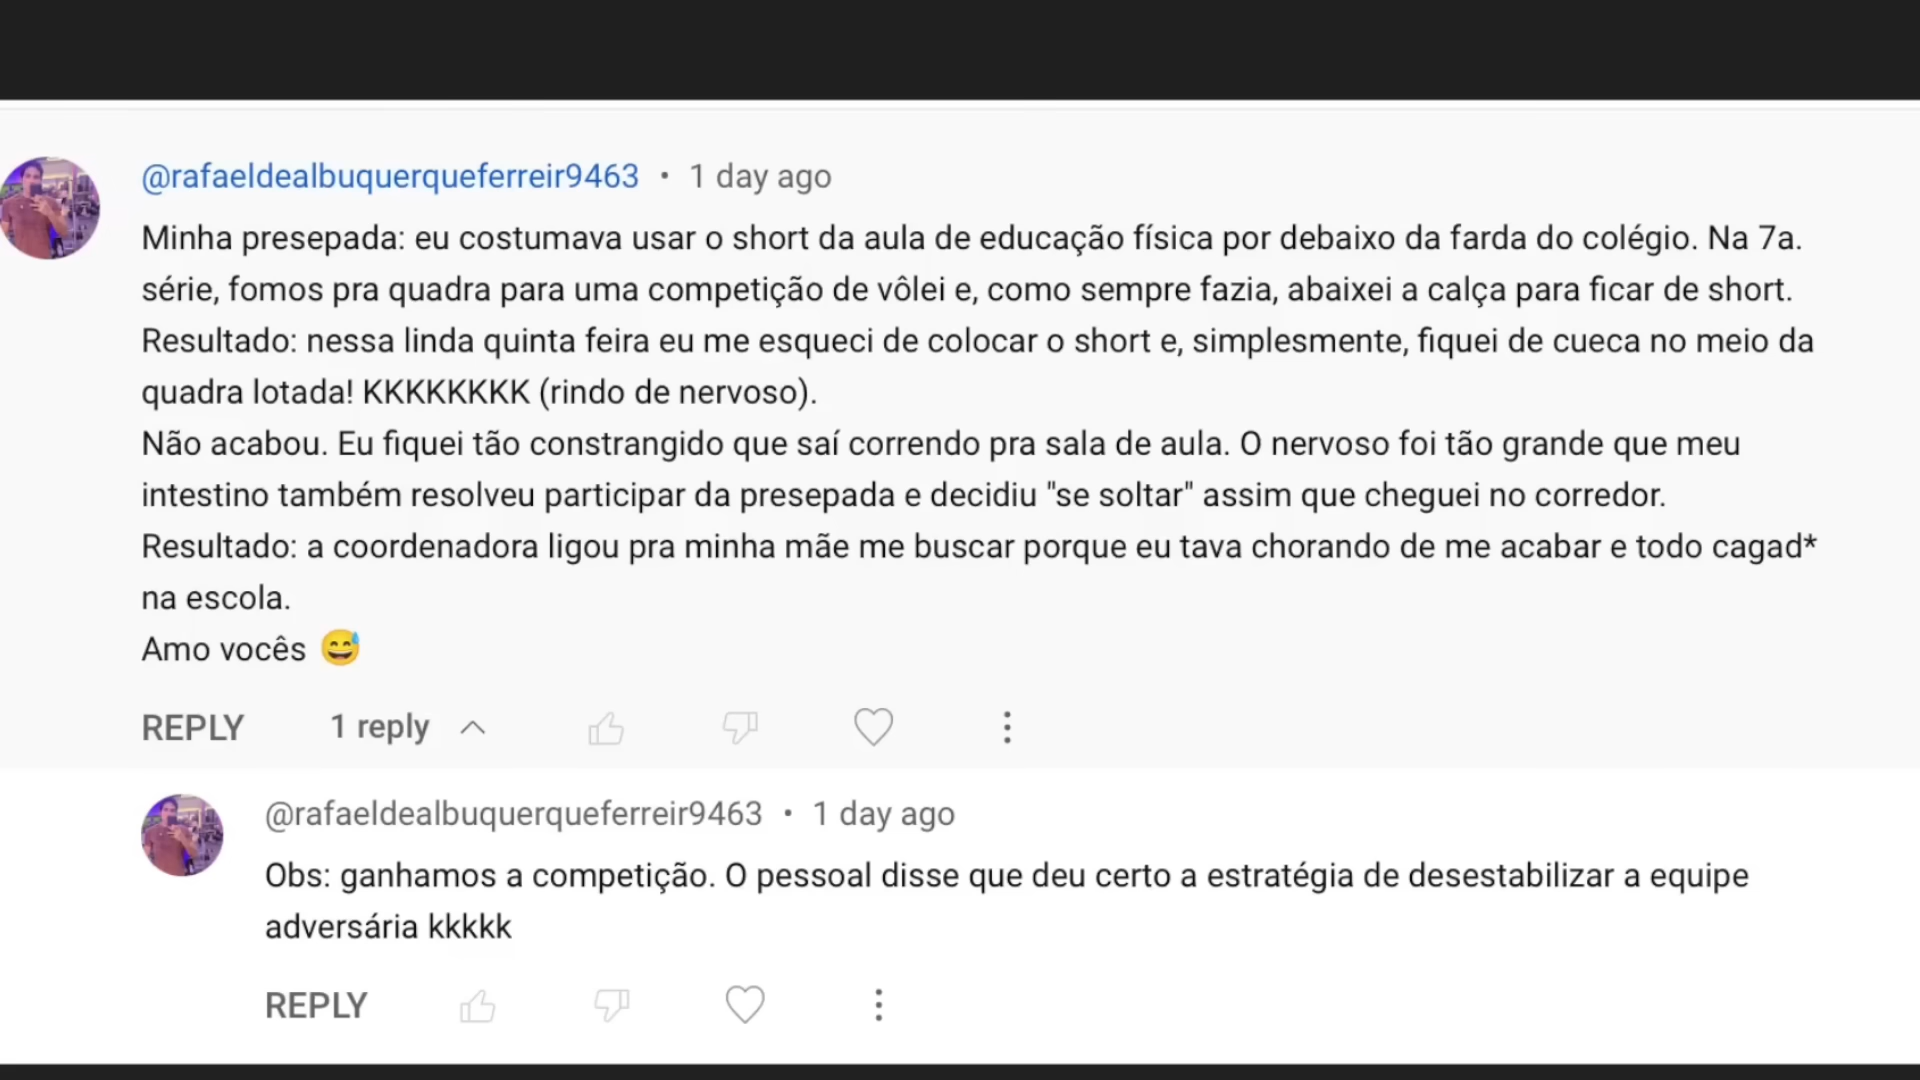 @rafaeldealbuquerqueferreir9463 • 1 day ago
Minha presepada: eu costumava usar o short da aula de educação física por debaixo da farda do colégio. Na 7a.
série, fomos pra quadra para uma competição de vôlei e, como sempre fazia, abaixei a calça para ficar de short.
Resultado: nessa linda quinta feira eu me esqueci de colocar o short e, simplesmente, fiquei de cueca no meio da
quadra lotada! KKKKKKKK (rindo de nervoso).
Não acabou. Eu fiquei tão constrangido que saí correndo pra sala de aula. O nervoso foi tão grande que meu
intestino também resolveu participar da presepada e decidiu "se soltar" assim que cheguei no corredor.
Resultado: a coordenadora ligou pra minha mãe me buscar porque eu tava chorando de me acabar e todo cagad*
na escola.
Amo vocês 😅
REPLY 1 reply
@rafaeldealbuquerqueferreir9463 • 1 day ago
Obs: ganhamos a competição. O pessoal disse que deu certo a estratégia de desestabilizar a equipe
adversária kkkkk
REPLY